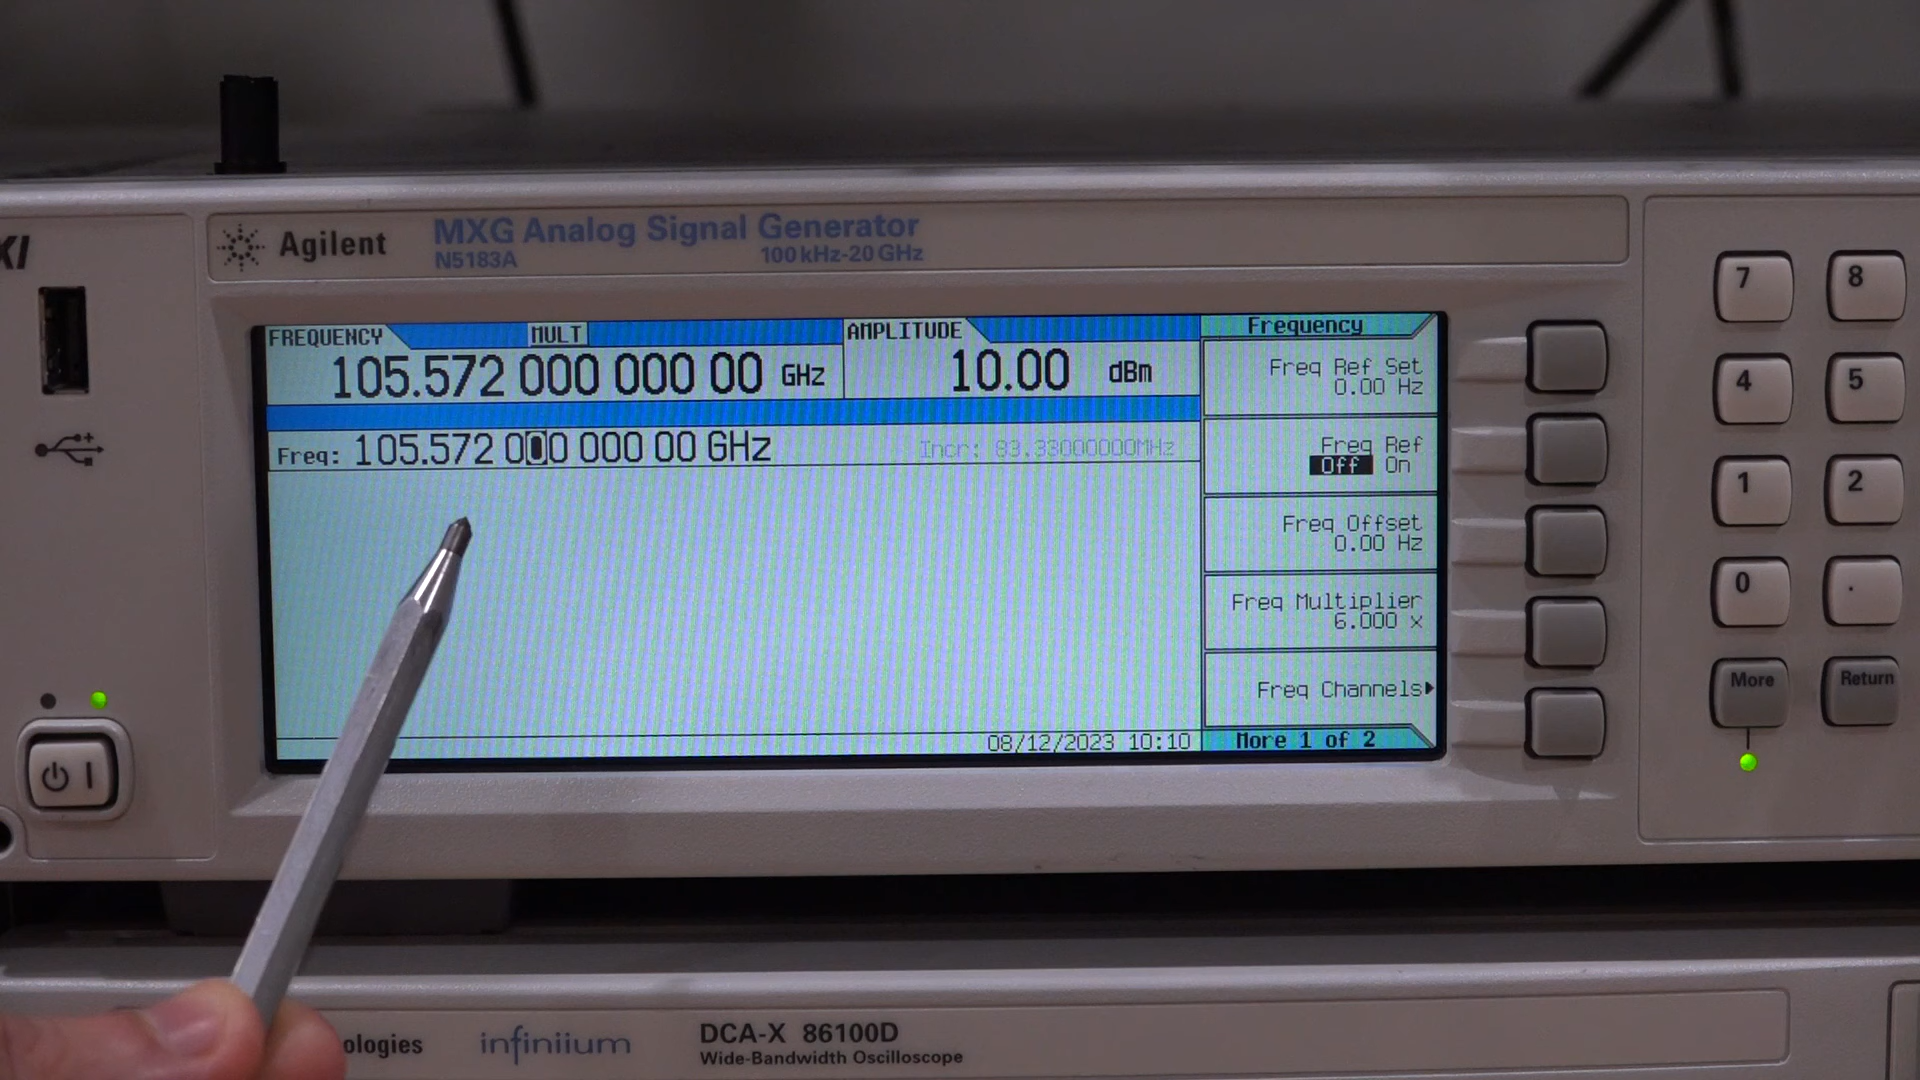 XI
Agilent
MXG Analog Signal Generator
N5183A
100 kHz-20 GHz
FREQUENCY
MULT
AMPLITUDE
105.572 000 000 00 GHz
10.00 dBm
Freq: 105.572 000 000 00 GHz
Incr: 83.33000000MHz
Frequency
Freq Ref Set
0.00 Hz
Freq Ref
Off On
Freq Offset
0.00 Hz
Freq Multiplier
6.000 x
Freq Channels
08/12/2023 10:10
More 1 of 2
7
8
4
5
1
2
0
.
More
Return
ologies
infiniium
DCA-X 86100D
Wide-Bandwidth Oscilloscope